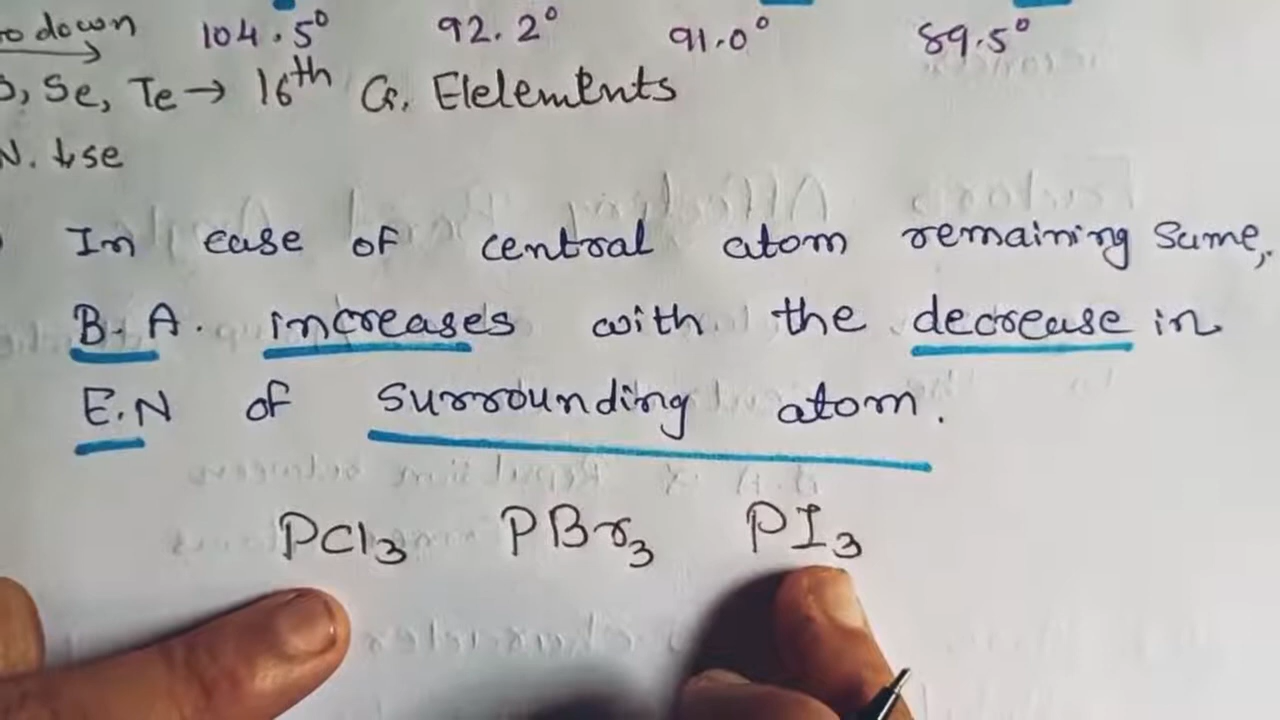 down 104.5° 92.2° 91.0° 89.5°
S, Se, Te → 16th Gr. Elelements
N. ↓se
In case of central atom remaining same,
B.A. increases with the decrease in
E.N of surrounding atom.
PCl3 PBr3 PI3